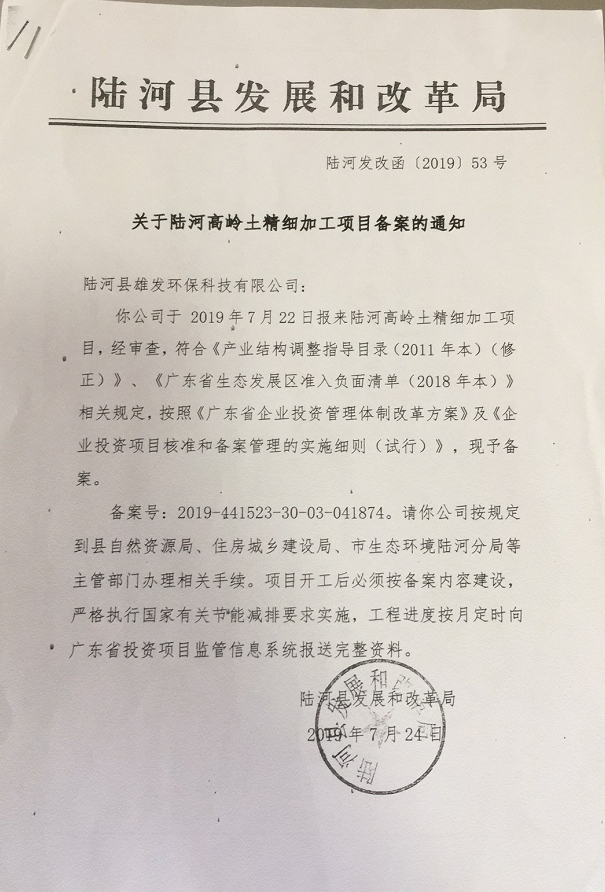 陆河县发展和改革局
陆河发改函〔2019〕53号
关于陆河高岭土精细加工项目备案的通知
陆河县雄发环保科技有限公司：
你公司于 2019年7月22日报来陆河高岭土精细加工项
目，经审查，符合《产业结构调整指导目录（2011年本）（修
正）》、《广东省生态发展区准入负面清单（2018年本）》
相关规定，按照《广东省企业投资管理体制改革方案》及《企
业投资项目核准和备案管理的实施细则（试行）》，现予备
案。
备案号：2019-441523-30-03-041874。请你公司按规定
到县自然资源局、住房城乡建设局、市生态环境陆河分局等
主管部门办理相关手续。项目开工后必须按备案内容建设，
严格执行国家有关节能减排要求实施，工程进度按月定时向
广东省投资项目监管信息系统报送完整资料。
陆河县发展和改革局
2019年7月24日
陆河县发展和改革局